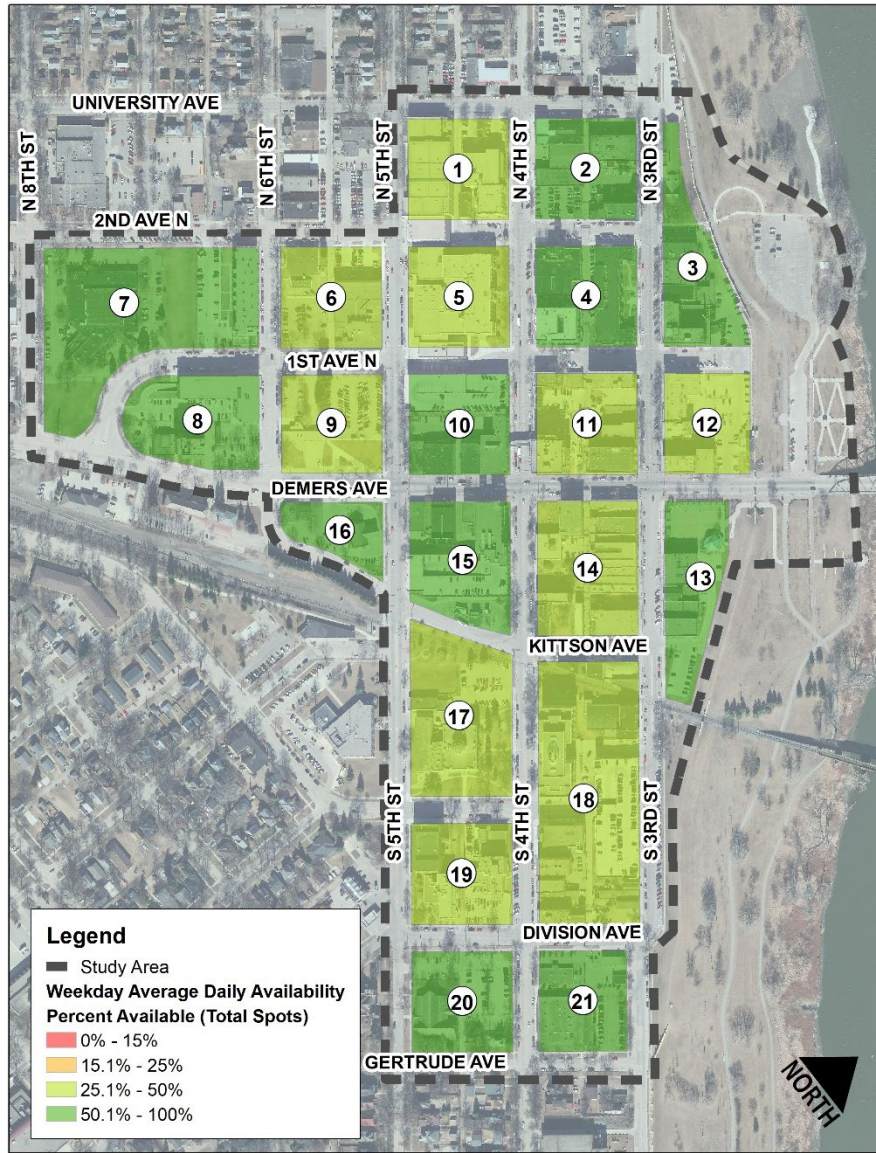 UNIVERSITY AVE
N 8TH ST
N 6TH ST
N 5TH ST
N 4TH ST
N 3RD ST
1
2
2ND AVE N
3
7
6
5
4
1ST AVE N
8
9
10
11
12
DEMERS AVE
16
15
14
13
KITTSON AVE
17
18
S 5TH ST
S 4TH ST
S 3RD ST
19
DIVISION AVE
20
21
GERTRUDE AVE
Legend
Study Area
Weekday Average Daily Availability
Percent Available (Total Spots)
0% - 15%
15.1% - 25%
25.1% - 50%
50.1% - 100%
NORTH